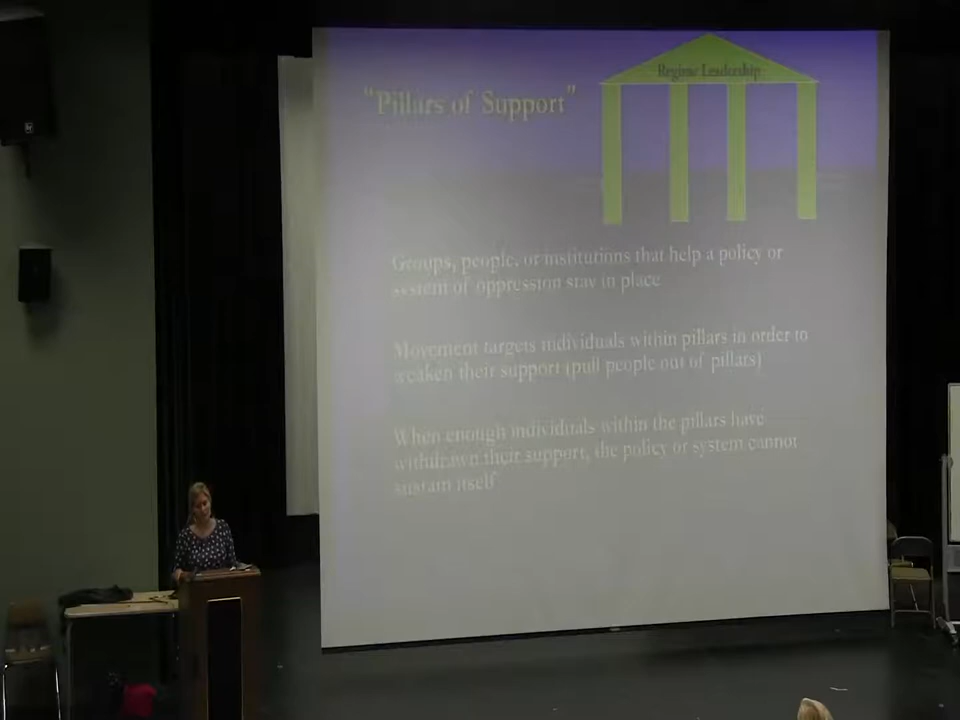 Regime Leadership
"Pillars of Support"
Groups, people, or institutions that help a policy or
system of oppression stay in place
Movement targets individuals within pillars in order to
weaken their support (pull people out of pillars)
When enough individuals within the pillars have
withdrawn their support, the policy or system cannot
sustain itself